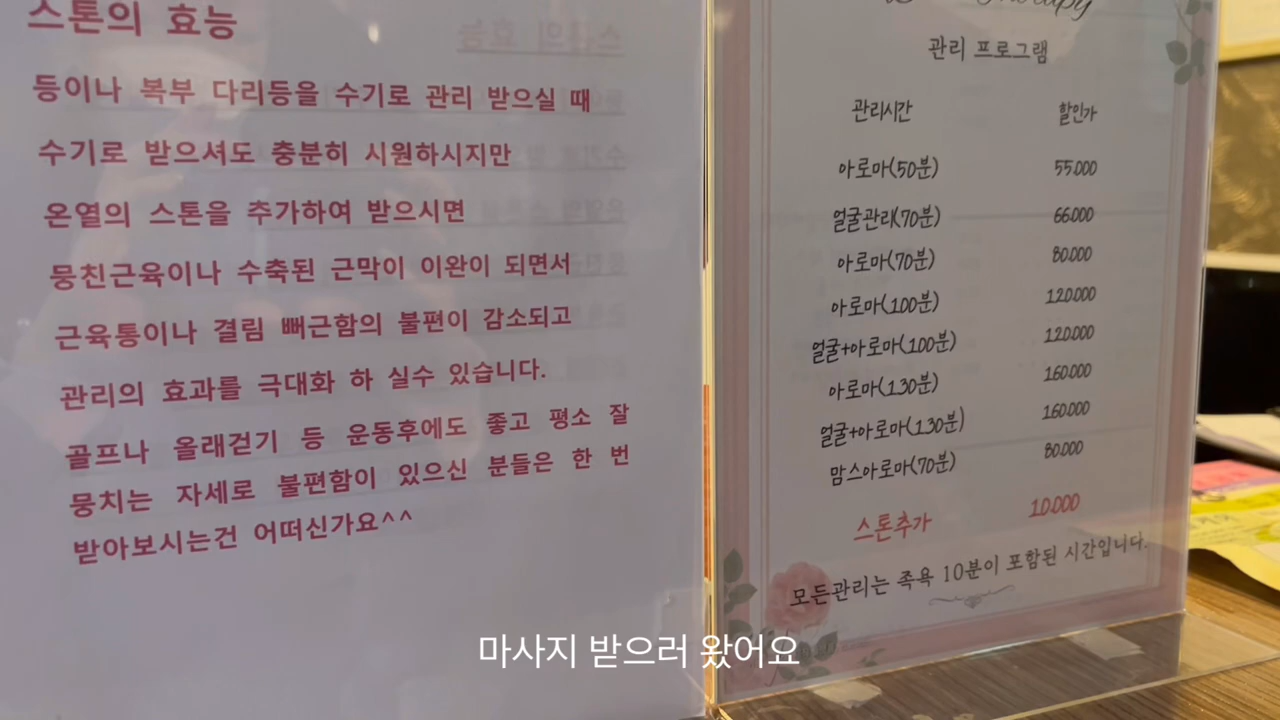 스톤의 효능
등이나 복부 다리등을 수기로 관리 받으실 때
수기로 받으셔도 충분히 시원하시지만
온열의 스톤을 추가하여 받으시면
뭉친근육이나 수축된 근막이 이완이 되면서
근육통이나 결림 뻐근함의 불편이 감소되고
관리의 효과를 극대화 하 실수 있습니다.
골프나 올래걷기 등 운동후에도 좋고 평소 잘
뭉치는 자세로 불편함이 있으신 분들은 한 번
받아보시는건 어떠신가요^^
관리 프로그램
관리시간 할인가
아로마(50분) 55.000
얼굴관리(70분) 66.000
아로마(70분) 80.000
아로마(100분) 120.000
얼굴+아로마(100분) 120.000
아로마(130분) 160.000
얼굴+아로마(130분) 160.000
맘스아로마(70분) 80.000
스톤추가 10.000
모든관리는 족욕 10분이 포함된 시간입니다.
마사지 받으러 왔어요